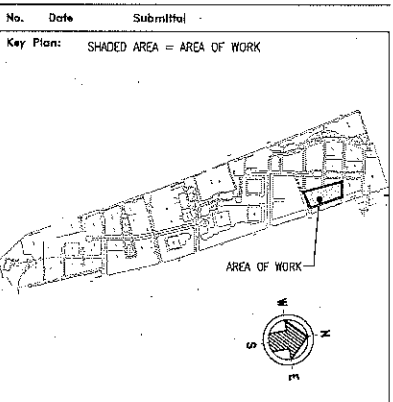 No. Date Submittal
Key Plan: SHADED AREA = AREA OF WORK
AREA OF WORK
W
N
S
E